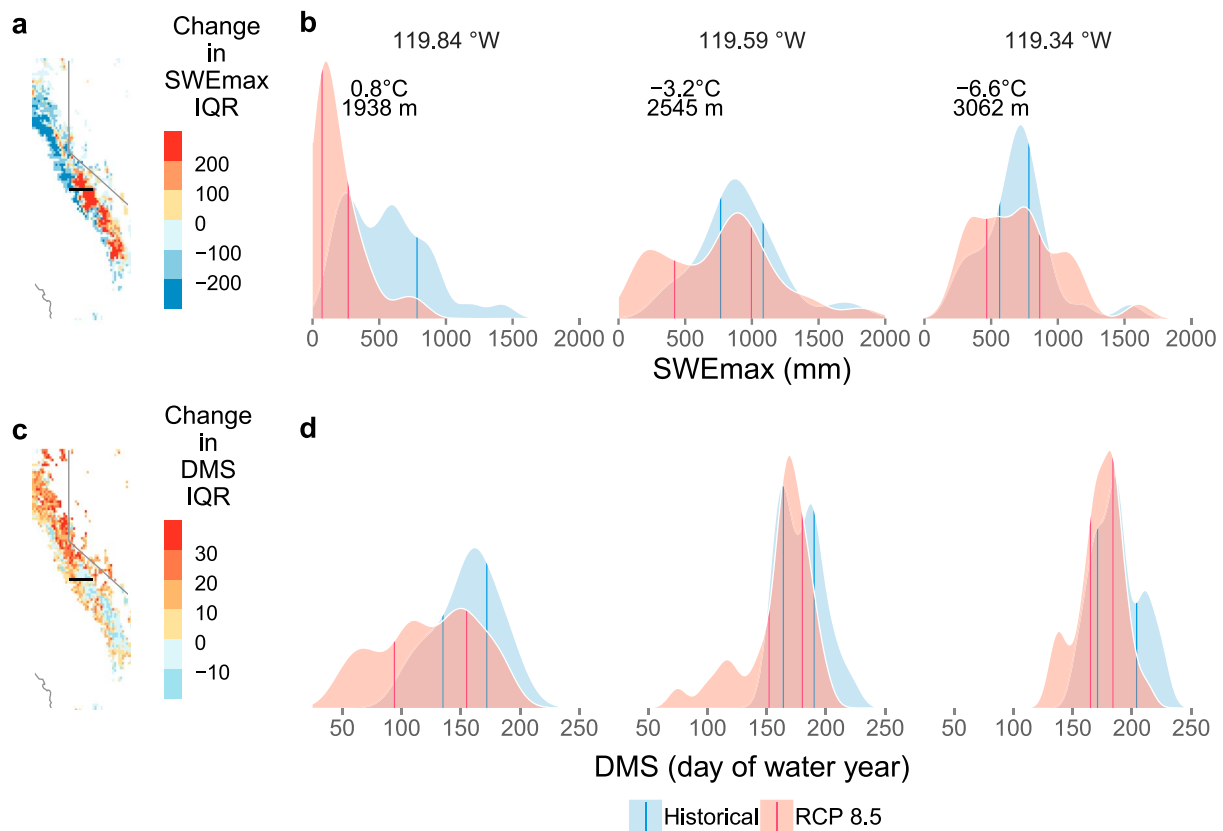 a
Change
in
SWEmax
IQR
200
100
0
−100
−200
b
119.84 °W
119.59 °W
119.34 °W
0.8°C
1938 m
−3.2°C
2545 m
−6.6°C
3062 m
0 500 1000 1500 2000
0 500 1000 1500 2000
0 500 1000 1500 2000
SWEmax (mm)
c
Change
in
DMS
IQR
30
20
10
0
−10
d
50 100 150 200 250
50 100 150 200 250
50 100 150 200 250
DMS (day of water year)
Historical RCP 8.5